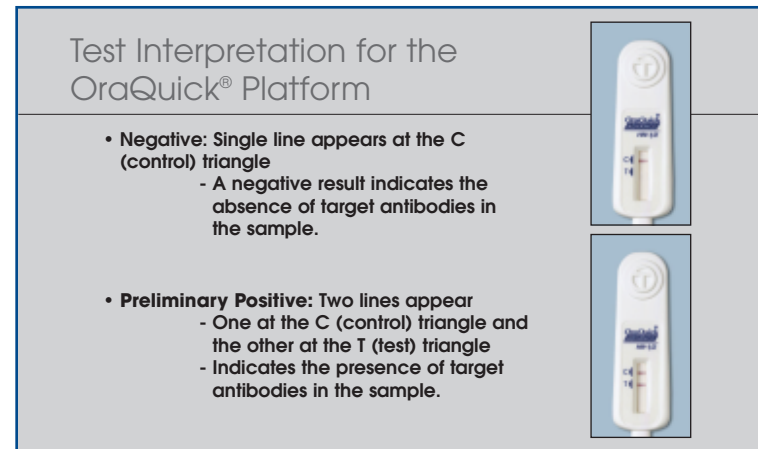 Test Interpretation for the
OraQuick® Platform
• Negative: Single line appears at the C
(control) triangle
- A negative result indicates the
absence of target antibodies in
the sample.
• Preliminary Positive: Two lines appear
- One at the C (control) triangle and
the other at the T (test) triangle
- Indicates the presence of target
antibodies in the sample.
OraQuick
C
T
OraQuick
C
T